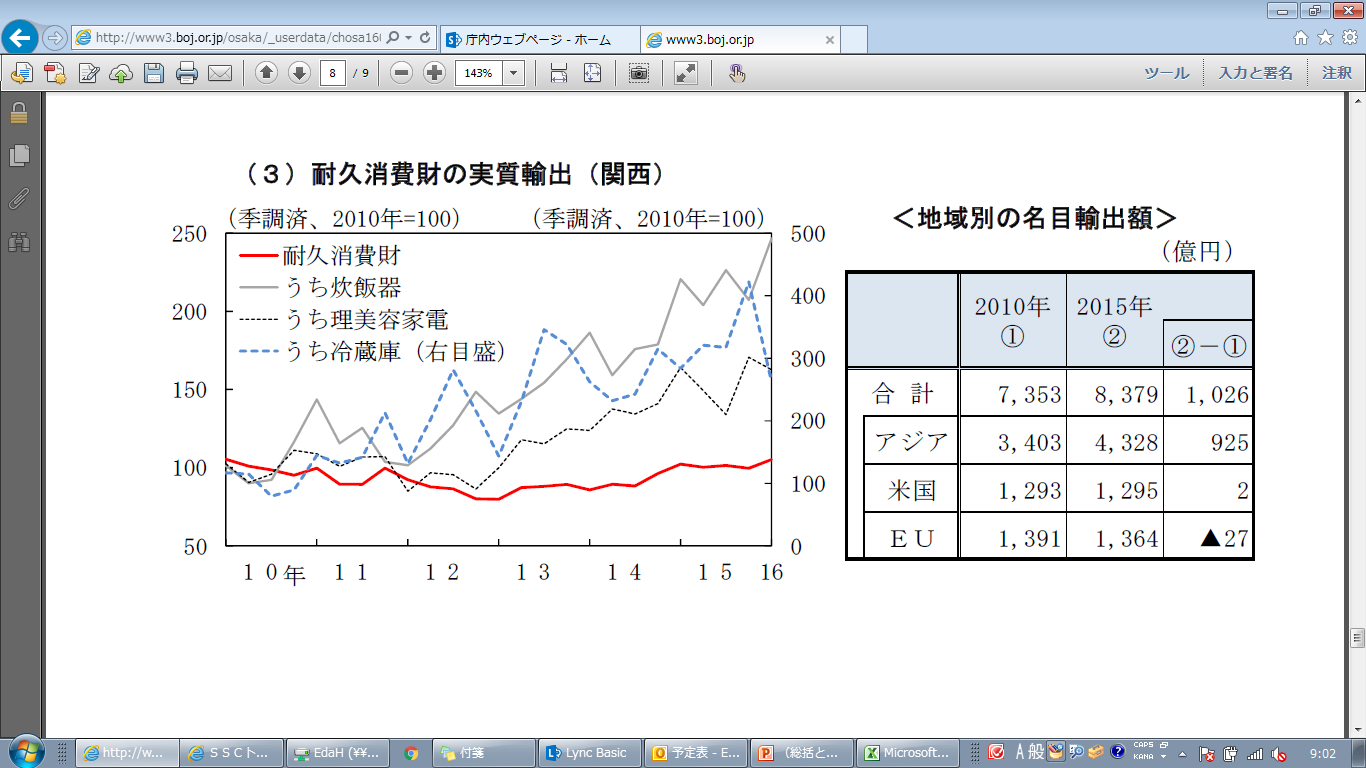 http://www3.boj.or.jp/osaka/_userdata/chosa16
庁内ウェブページ - ホーム
www3.boj.or.jp
8 / 9
143%
ツール
入力と署名
注釈
（３）耐久消費財の実質輸出（関西）
（季調済、2010年=100）
（季調済、2010年=100）
250
200
150
100
50
耐久消費財
うち炊飯器
うち理美容家電
うち冷蔵庫（右目盛）
500
400
300
200
100
0
１０年 １１ １２ １３ １４ １５ 16
＜地域別の名目輸出額＞
（億円）
2010年① 2015年② ②－①
合 計 7,353 8,379 1,026
アジア 3,403 4,328 925
米国 1,293 1,295 2
ＥＵ 1,391 1,364 ▲27
http://w...
ＳＳＣト...
EdaH (¥¥...
付箋
Lync Basic
予定表 - E...
（総括と...
Microsoft...
A 般
CAPS
KANA
9:02